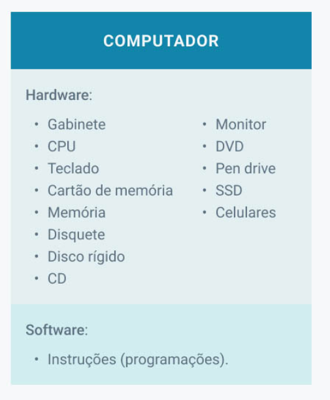 COMPUTADOR
Hardware:
• Gabinete
• CPU
• Teclado
• Cartão de memória
• Memória
• Disquete
• Disco rígido
• CD
• Monitor
• DVD
• Pen drive
• SSD
• Celulares
Software:
• Instruções (programações).